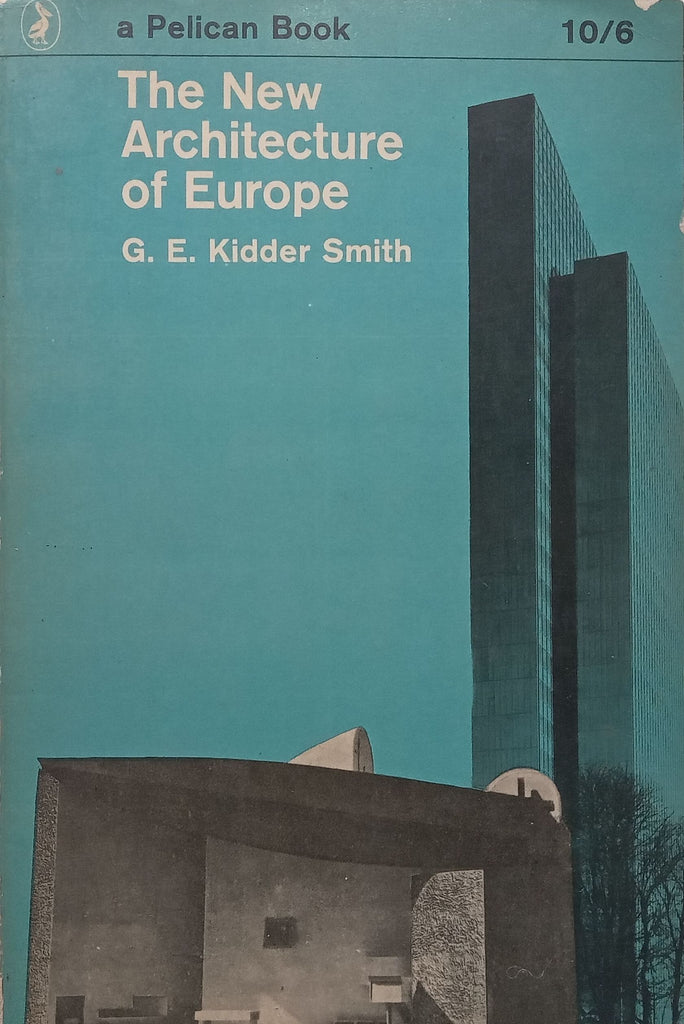 a Pelican Book
10/6
The New
Architecture
of Europe
G. E. Kidder Smith